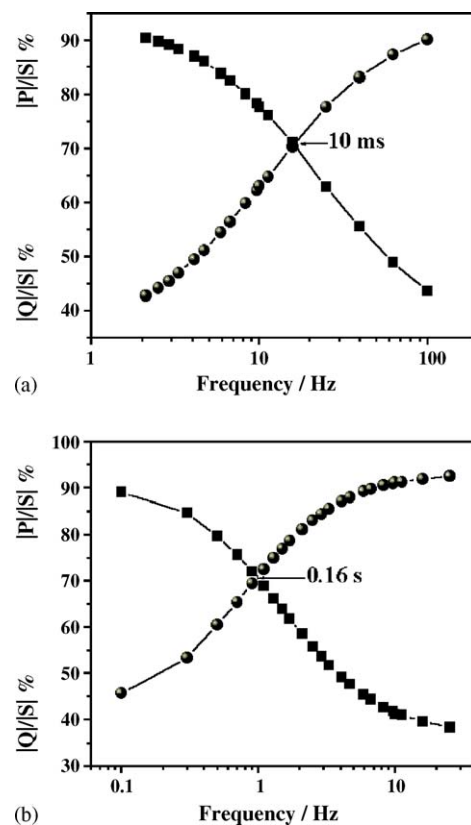 |P|/|S| %
|Q|/|S| %
90
80
70
60
50
40
10 ms
1
10
100
Frequency / Hz
(a)
|P|/|S| %
|Q|/|S| %
100
90
80
70
60
50
40
30
0.16 s
0.1
1
10
Frequency / Hz
(b)